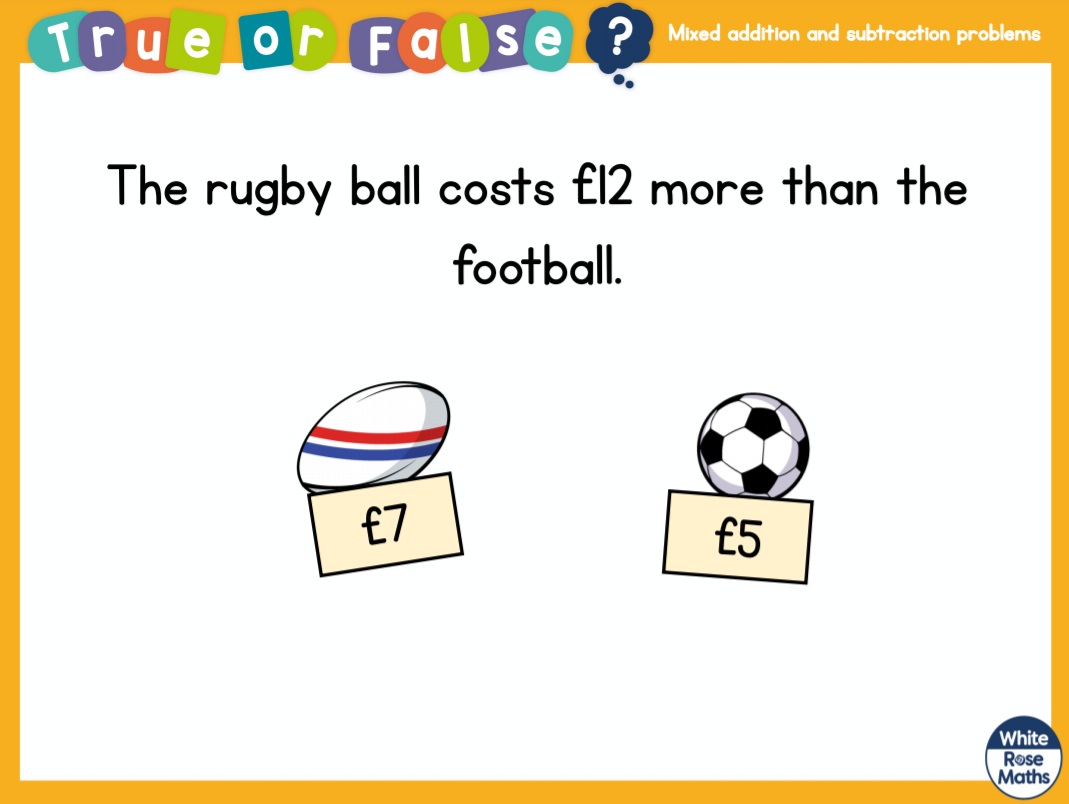 True or False ?
Mixed addition and subtraction problems
The rugby ball costs £12 more than the
football.
£7
£5
White
Rose
Maths